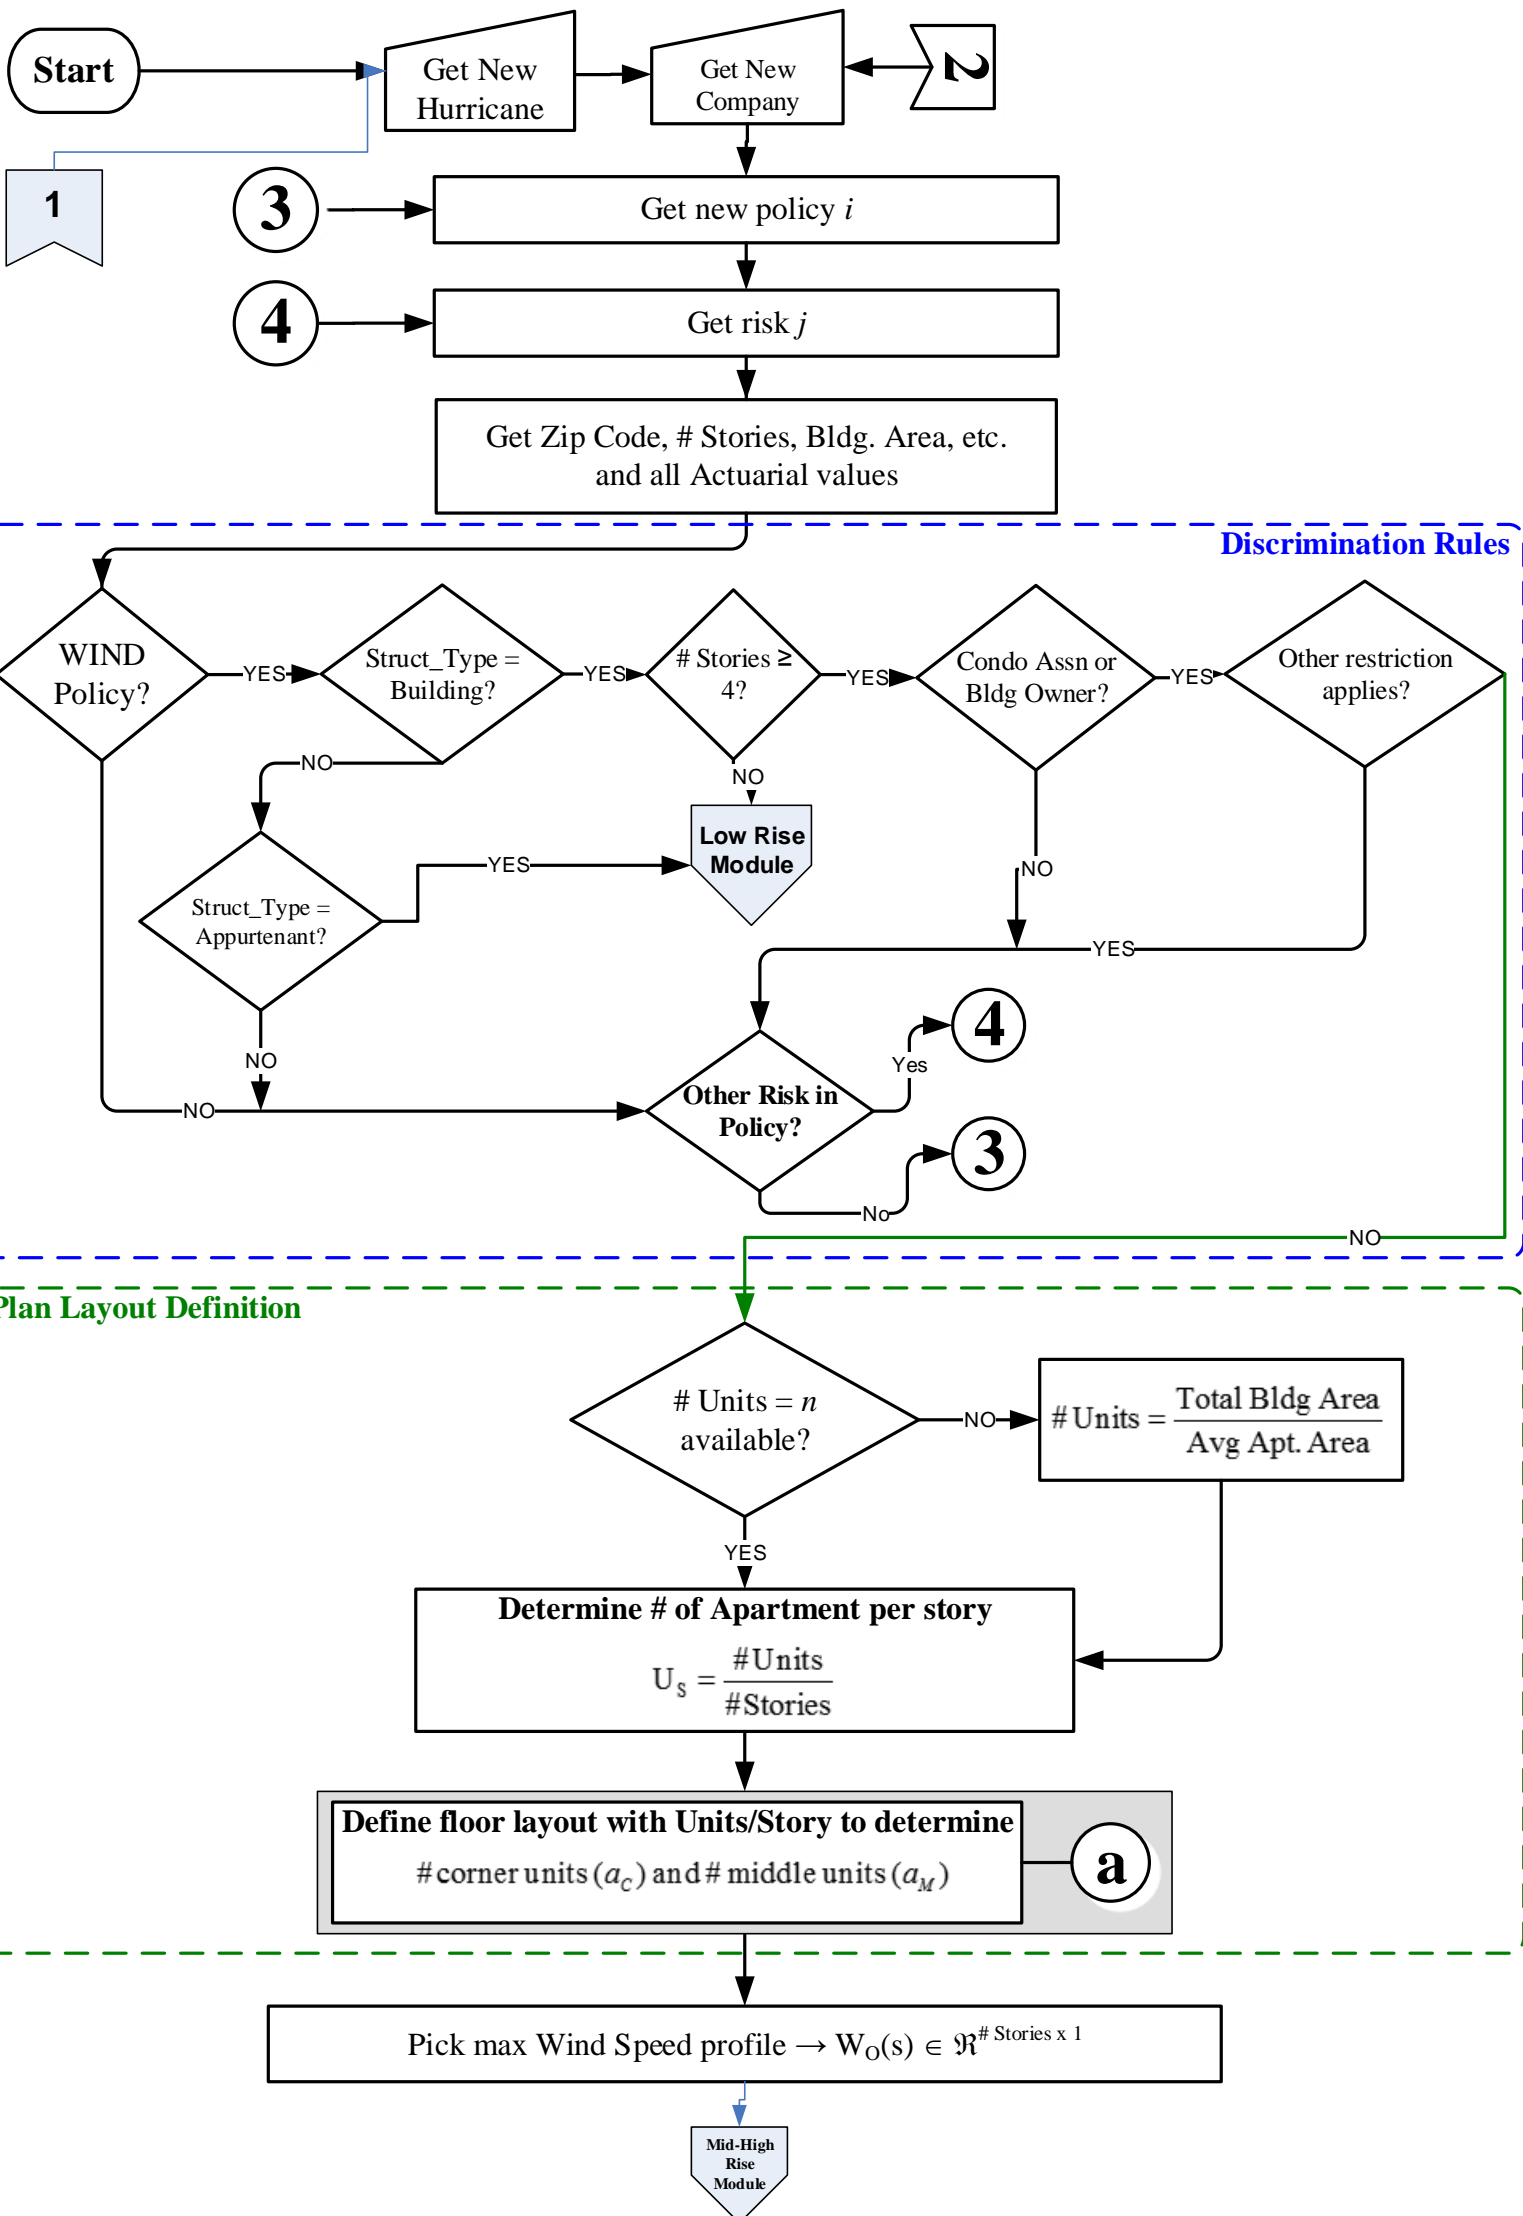 Start
Get New
Hurricane
Get New
Company
2
1
3
Get new policy i
4
Get risk j
Get Zip Code, # Stories, Bldg. Area, etc.
and all Actuarial values
Discrimination Rules
WIND
Policy?
YES
Struct_Type =
Building?
YES
# Stories ≥
4?
YES
Condo Assn or
Bldg Owner?
YES
Other restriction
applies?
NO
NO
Low Rise
Module
YES
NO
Struct_Type =
Appurtenant?
YES
4
NO
Yes
Other Risk in
Policy?
NO
3
No
NO
Plan Layout Definition
# Units = n
available?
NO
# Units = Total Bldg Area / Avg Apt. Area
YES
Determine # of Apartment per story
U_S = #Units / #Stories
Define floor layout with Units/Story to determine
# corner units (a_C) and # middle units (a_M)
a
Pick max Wind Speed profile → W_O(s) ∈ ℜ^# Stories x 1
Mid-High
Rise
Module